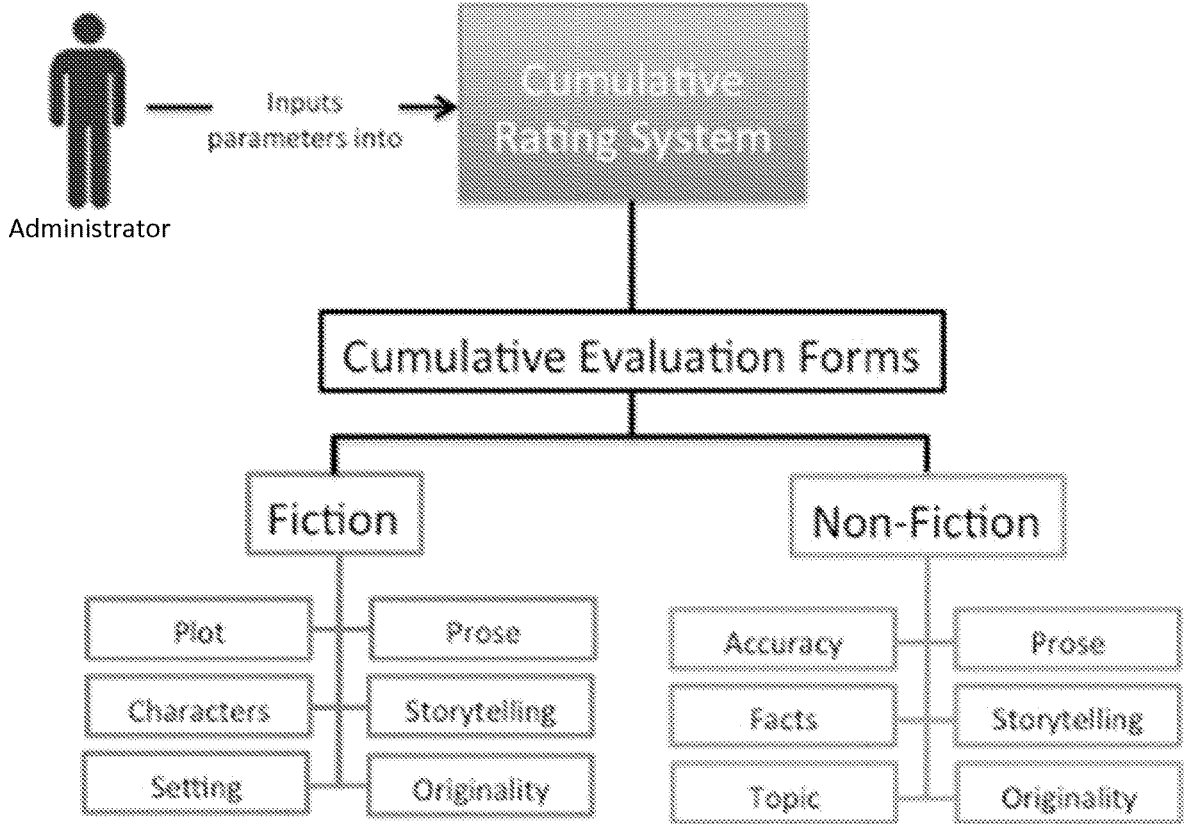 Cumulative
Rating System
Inputs
parameters into
Administrator
Cumulative Evaluation Forms
Fiction
Non-Fiction
Plot
Prose
Characters
Storytelling
Setting
Originality
Accuracy
Prose
Facts
Storytelling
Topic
Originality